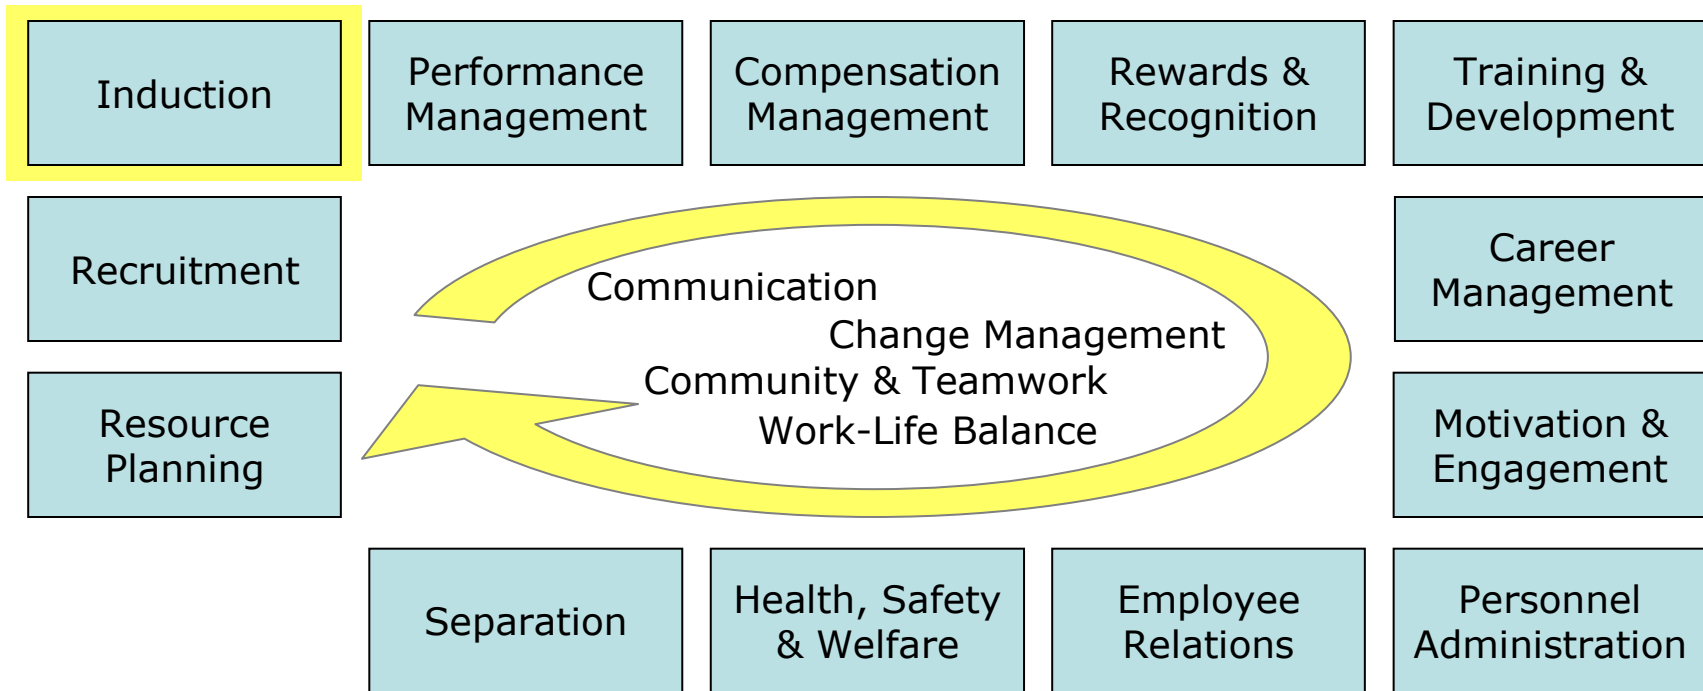 Induction
Performance
Management
Compensation
Management
Rewards &
Recognition
Training &
Development
Recruitment
Communication
Change Management
Community & Teamwork
Work-Life Balance
Career
Management
Resource
Planning
Motivation &
Engagement
Separation
Health, Safety
& Welfare
Employee
Relations
Personnel
Administration